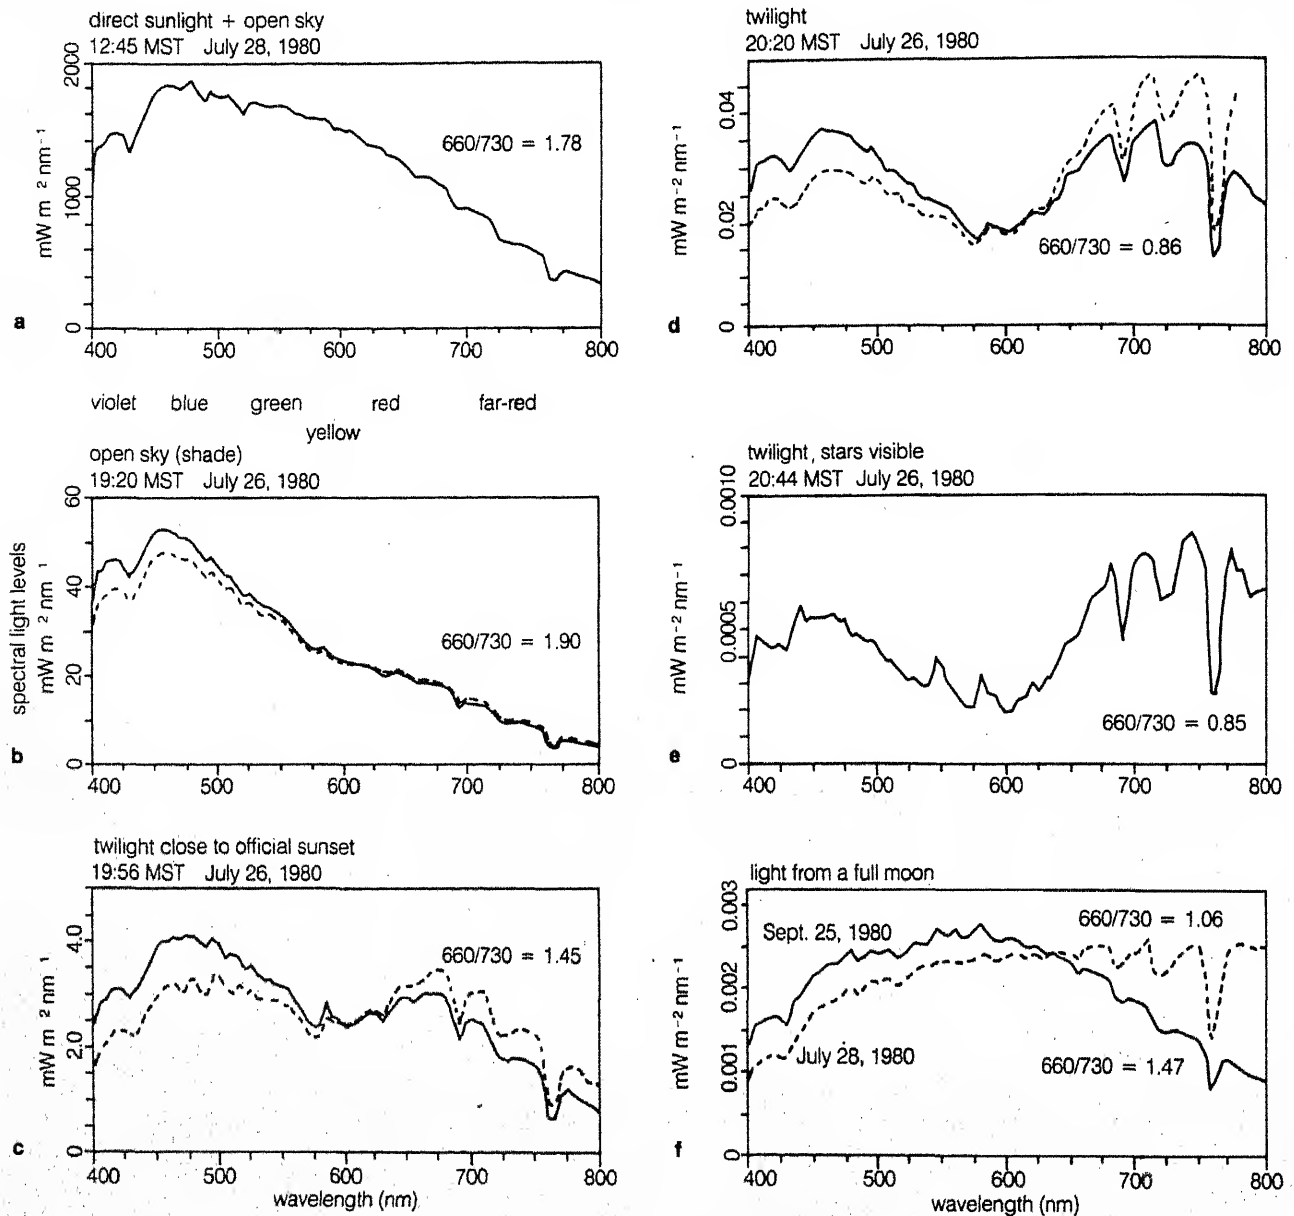 direct sunlight + open sky
12:45 MST July 28, 1980
2000
1000
0
mW m 2 nm-1
660/730 = 1.78
a
400 500 600 700 800
violet blue green red far-red
yellow
open sky (shade)
19:20 MST July 26, 1980
60
40
20
0
spectral light levels
mW m 2 nm 1
660/730 = 1.90
b
400 500 600 700 800
twilight close to official sunset
19:56 MST July 26, 1980
4.0
2.0
0
mW m 2 nm 1
660/730 = 1.45
c
400 500 600 700 800
wavelength (nm)
twilight
20:20 MST July 26, 1980
0.04
0.02
0
mW m-2 nm-1
660/730 = 0.86
d
400 500 600 700 800
twilight, stars visible
20:44 MST July 26, 1980
0.0010
0.0005
0
mW m-2 nm-1
660/730 = 0.85
e
400 500 600 700 800
light from a full moon
0.003
0.002
0.001
0
mW m-2 nm-1
Sept. 25, 1980
660/730 = 1.06
July 28, 1980
660/730 = 1.47
f
400 500 600 700 800
wavelength (nm)